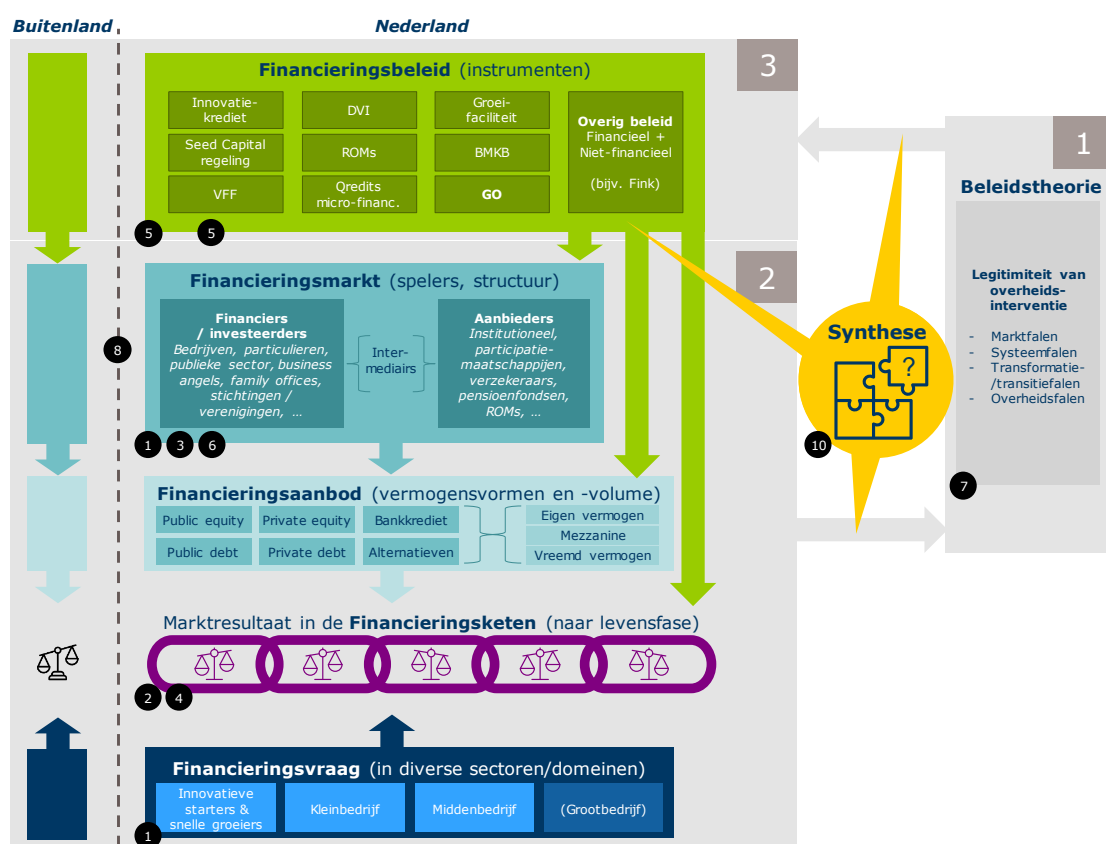 Buitenland
Nederland
3
Financieringsbeleid (instrumenten)
Innovatie-
krediet
DVI
Groei-
faciliteit
Seed Capital
regeling
ROMs
BMKB
VFF
Qredits
micro-financ.
GO
Overig beleid
Financieel +
Niet-financieel
(bijv. Fink)
5
5
2
Financieringsmarkt (spelers, structuur)
Financiers
/ investeerders
Bedrijven, particulieren,
publieke sector, business
angels, family offices,
stichtingen /
verenigingen, ...
Inter-
mediairs
Aanbieders
Institutioneel,
participatie-
maatschappijen,
verzekeraars,
pensioenfondsen,
ROMs, ...
8
1
3
6
Financieringsaanbod (vermogensvormen en -volume)
Public equity
Private equity
Bankkrediet
Public debt
Private debt
Alternatieven
Eigen vermogen
Mezzanine
Vreemd vermogen
Marktresultaat in de Financieringsketen (naar levensfase)
2
4
Financieringsvraag (in diverse sectoren/domeinen)
Innovatieve
starters &
snelle groeiers
Kleinbedrijf
Middenbedrijf
(Grootbedrijf)
1
Synthese
?
10
1
Beleidstheorie
Legitimiteit van
overheids-
interventie
- Marktfalen
- Systeemfalen
- Transformatie-
/transitiefalen
- Overheidsfalen
7